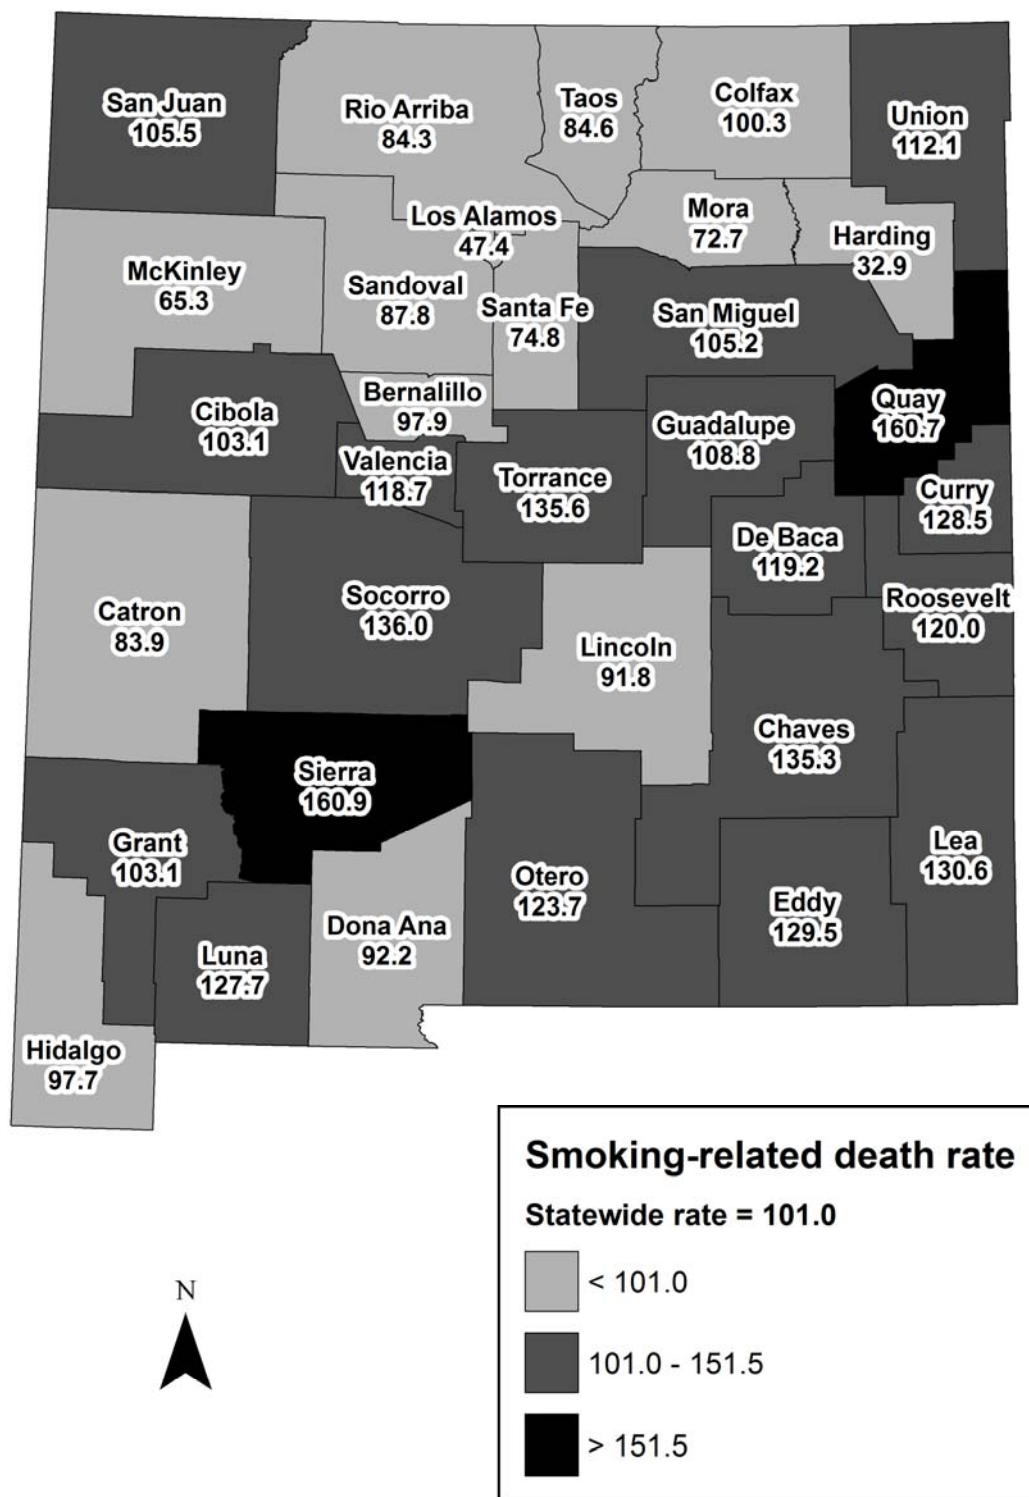 San Juan
105.5
Rio Arriba
84.3
Taos
84.6
Colfax
100.3
Union
112.1
Los Alamos
47.4
Mora
72.7
Harding
32.9
McKinley
65.3
Sandoval
87.8
Santa Fe
74.8
San Miguel
105.2
Cibola
103.1
Bernalillo
97.9
Quay
160.7
Valencia
118.7
Torrance
135.6
Guadalupe
108.8
Curry
128.5
De Baca
119.2
Catron
83.9
Socorro
136.0
Roosevelt
120.0
Lincoln
91.8
Chaves
135.3
Sierra
160.9
Grant
103.1
Lea
130.6
Otero
123.7
Eddy
129.5
Dona Ana
92.2
Luna
127.7
Hidalgo
97.7
Smoking-related death rate
Statewide rate = 101.0
< 101.0
101.0 - 151.5
> 151.5
N